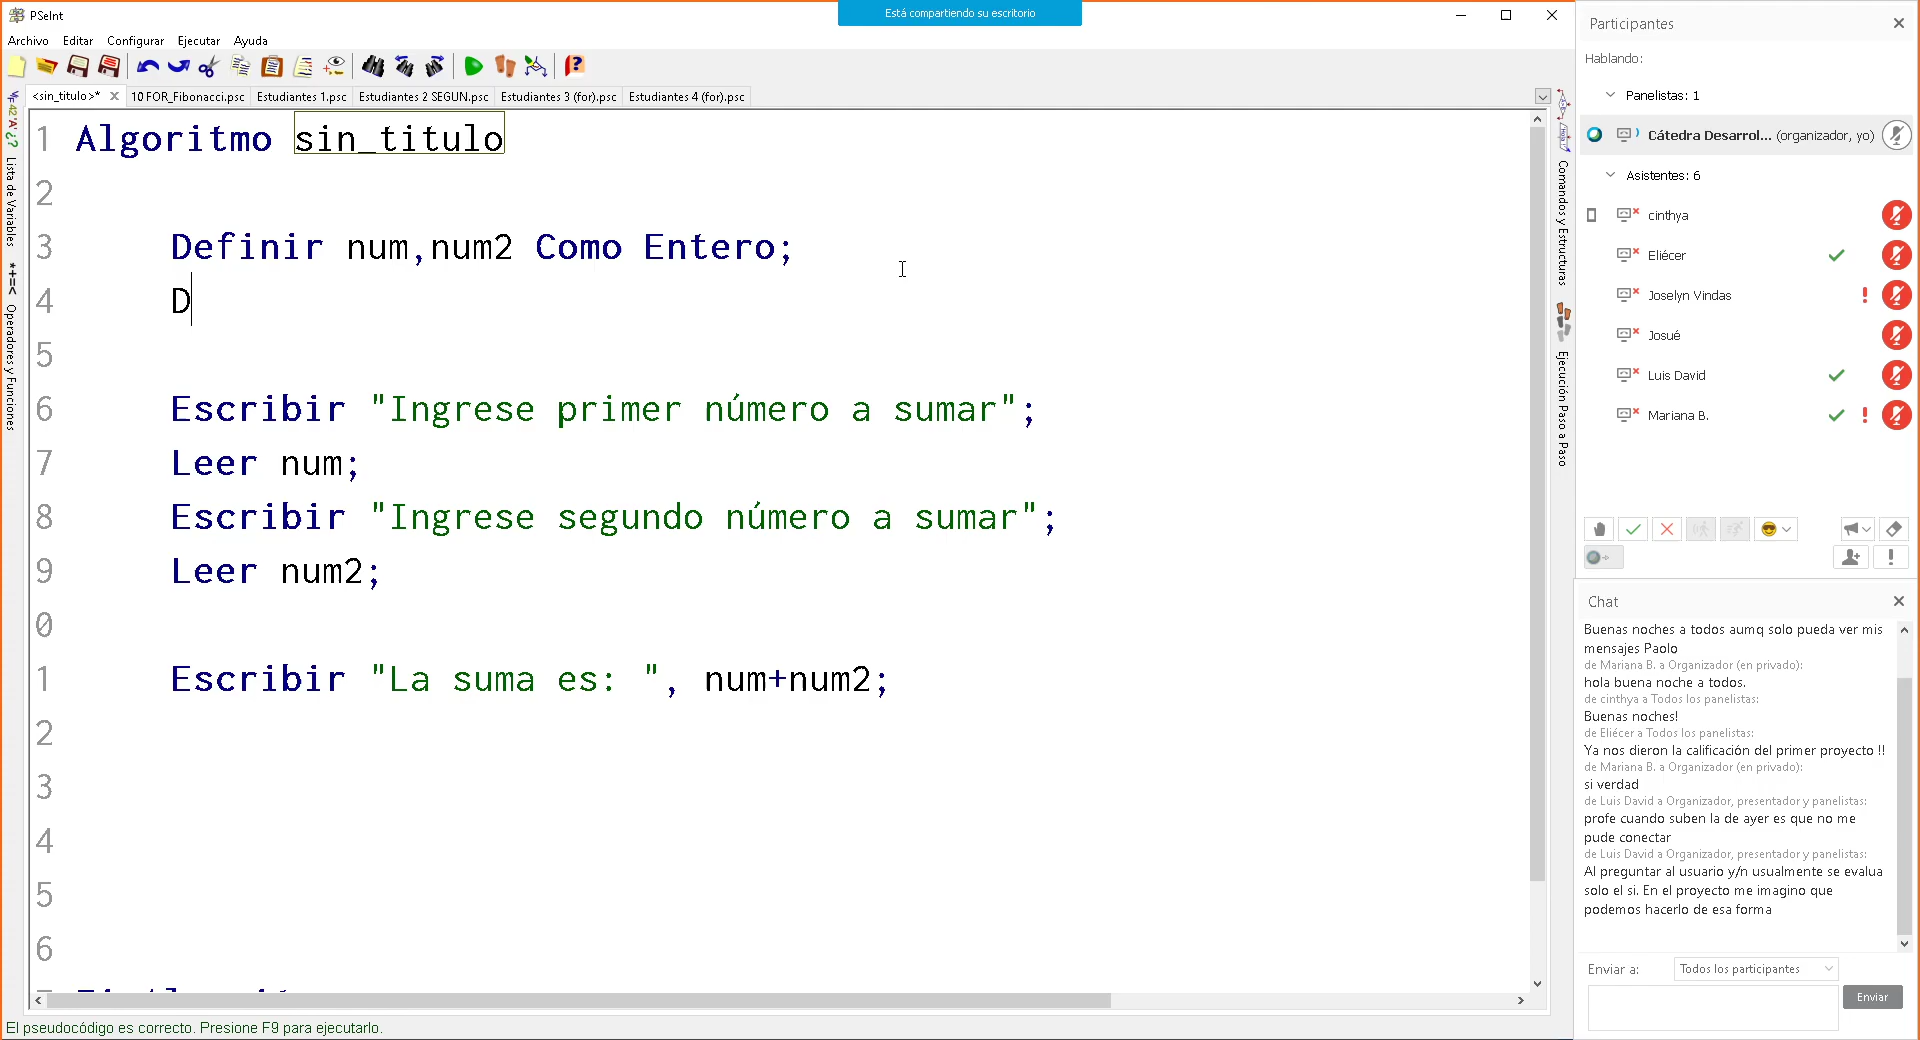 PSeInt
Está compartiendo su escritorio
Archivo Editar Configurar Ejecutar Ayuda
<sin_titulo>* 10 FOR_Fibonacci.psc Estudiantes 1.psc Estudiantes 2 SEGUN.psc Estudiantes 3 (for).psc Estudiantes 4 (for).psc
Lista de Variables
*+=<
Operadores y Funciones
1 Algoritmo sin_titulo
2
3 Definir num,num2 Como Entero;
4 D
5
6 Escribir "Ingrese primer número a sumar";
7 Leer num;
8 Escribir "Ingrese segundo número a sumar";
9 Leer num2;
0
1 Escribir "La suma es: ", num+num2;
2
3
4
5
6
El pseudocódigo es correcto. Presione F9 para ejecutarlo.
Comandos y Estructuras
Ejecución Paso a Paso
Participantes
Hablando:
Panelistas: 1
Cátedra Desarrol... (organizador, yo)
Asistentes: 6
cinthya
Eliécer
Joselyn Vindas
Josué
Luis David
Mariana B.
Chat
Buenas noches a todos aumq solo pueda ver mis
mensajes Paolo
de Mariana B. a Organizador (en privado):
hola buena noche a todos.
de cinthya a Todos los panelistas:
Buenas noches!
de Eliécer a Todos los panelistas:
Ya nos dieron la calificación del primer proyecto !!
de Mariana B. a Organizador (en privado):
si verdad
de Luis David a Organizador, presentador y panelistas:
profe cuando suben la de ayer es que no me
pude conectar
de Luis David a Organizador, presentador y panelistas:
Al preguntar al usuario y/n usualmente se evalua
solo el si. En el proyecto me imagino que
podemos hacerlo de esa forma
Enviar a: Todos los participantes
Enviar